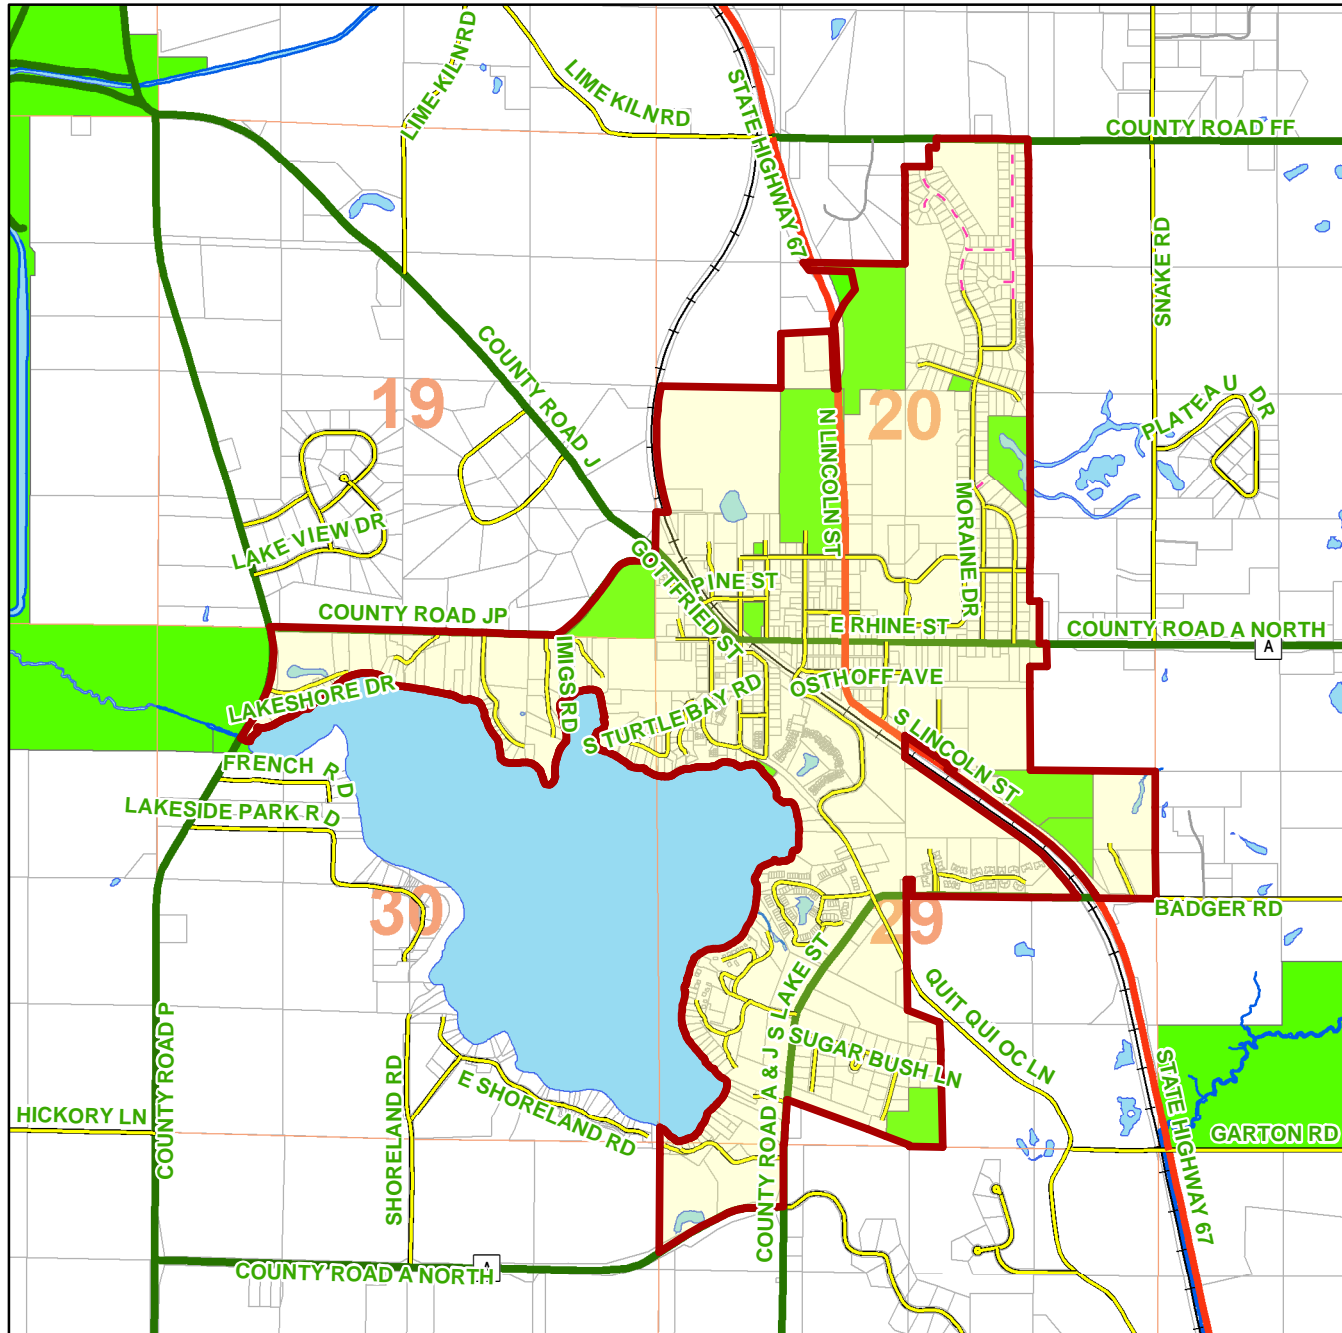 LIME KILN RD
LIME KILN RD
STATE HIGHWAY 67
COUNTY ROAD FF
SNAKE RD
COUNTY ROAD J
19
20
PLATEAU DR
N LINCOLN ST
MORAINE DR
LAKE VIEW DR
GOTTFRIED ST
PINE ST
COUNTY ROAD JP
E RHINE ST
COUNTY ROAD A NORTH
A
IMIGS RD
OSTHOFF AVE
LAKESHORE DR
S TURTLE BAY RD
S LINCOLN ST
FRENCH RD
LAKESIDE PARK RD
30
29
BADGER RD
S LAKE ST
QUIT QUI OC LN
COUNTY ROAD P
SUGAR BUSH LN
E SHORELAND RD
SHORELAND RD
HICKORY LN
COUNTY ROAD A & J
STATE HIGHWAY 67
GARTON RD
A
COUNTY ROAD A NORTH